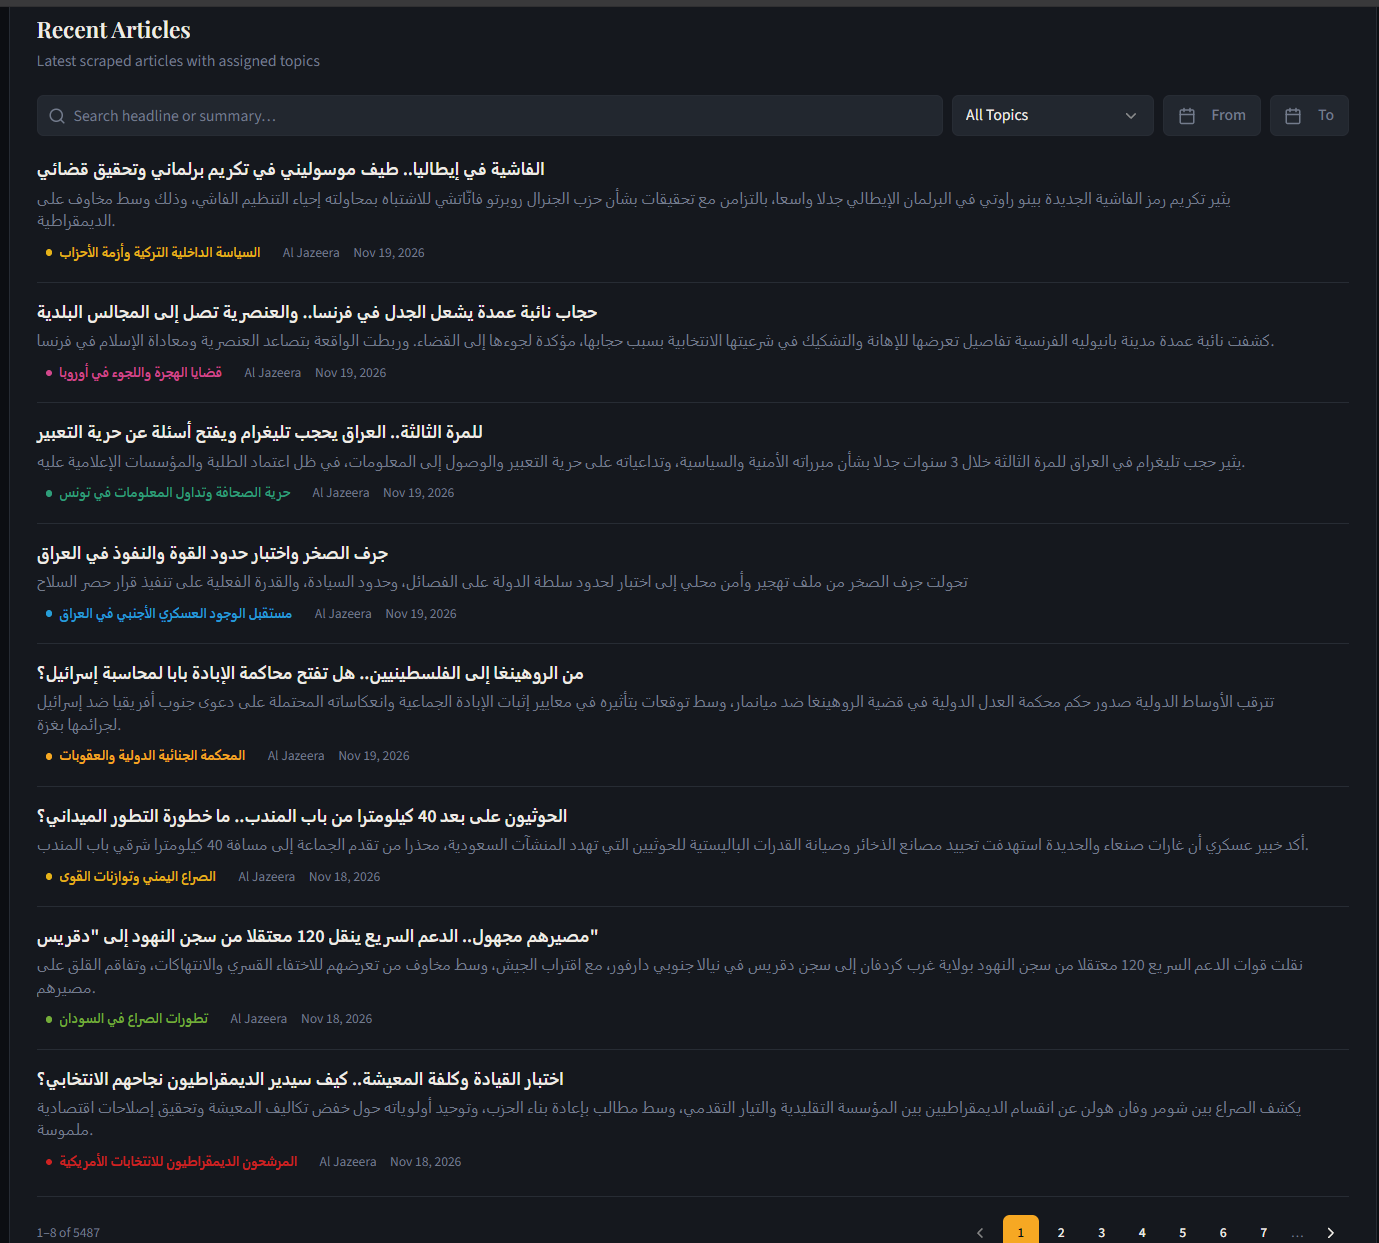 Recent Articles
Latest scraped articles with assigned topics
Search headline or summary…
All Topics
From
To
الفاشية في إيطاليا.. طيف موسوليني في تكريم برلماني وتحقيق قضائي
يثير تكريم رمز الفاشية الجديدة بينو راوتي في البرلمان الإيطالي جدلا واسعا، بالتزامن مع تحقيقات بشأن حزب الجنرال روبرتو فانّاتشي للاشتباه بمحاولته إحياء التنظيم الفاشي، وذلك وسط مخاوف على
الديمقراطية.
السياسة الداخلية التركية وأزمة الأحزاب Al Jazeera Nov 19, 2026
حجاب نائبة عمدة يشعل الجدل في فرنسا.. والعنصرية تصل إلى المجالس البلدية
كشفت نائبة عمدة مدينة بانيوليه الفرنسية تفاصيل تعرضها للإهانة والتشكيك في شرعيتها الانتخابية بسبب حجابها، مؤكدة لجوءها إلى القضاء. وربطت الواقعة بتصاعد العنصرية ومعاداة الإسلام في فرنسا.
قضايا الهجرة واللجوء في أوروبا Al Jazeera Nov 19, 2026
للمرة الثالثة.. العراق يحجب تليغرام ويفتح أسئلة عن حرية التعبير
يثير حجب تليغرام في العراق للمرة الثالثة خلال 3 سنوات جدلا بشأن مبرراته الأمنية والسياسية، وتداعياته على حرية التعبير والوصول إلى المعلومات، في ظل اعتماد الطلبة والمؤسسات الإعلامية عليه.
حرية الصحافة وتداول المعلومات في تونس Al Jazeera Nov 19, 2026
جرف الصخر واختبار حدود القوة والنفوذ في العراق
تحولت جرف الصخر من ملف تهجير وأمن محلي إلى اختبار لحدود سلطة الدولة على الفصائل، وحدود السيادة، والقدرة الفعلية على تنفيذ قرار حصر السلاح
مستقبل الوجود العسكري الأجنبي في العراق Al Jazeera Nov 19, 2026
من الروهينغا إلى الفلسطينيين.. هل تفتح محاكمة الإبادة بابا لمحاسبة إسرائيل؟
تترقب الأوساط الدولية صدور حكم محكمة العدل الدولية في قضية الروهينغا ضد ميانمار، وسط توقعات بتأثيره في معايير إثبات الإبادة الجماعية وانعكاساته المحتملة على دعوى جنوب أفريقيا ضد إسرائيل
لجرائمها بغزة.
المحكمة الجنائية الدولية والعقوبات Al Jazeera Nov 19, 2026
الحوثيون على بعد 40 كيلومترا من باب المندب.. ما خطورة التطور الميداني؟
أكد خبير عسكري أن غارات صنعاء والحديدة استهدفت تحييد مصانع الذخائر وصيانة القدرات الباليستية للحوثيين التي تهدد المنشآت السعودية، محذرا من تقدم الجماعة إلى مسافة 40 كيلومترا شرقي باب المندب.
الصراع اليمني وتوازنات القوى Al Jazeera Nov 18, 2026
مصيرهم مجهول.. الدعم السريع ينقل 120 معتقلا من سجن النهود إلى "دقريس"
نقلت قوات الدعم السريع 120 معتقلا من سجن النهود بولاية غرب كردفان إلى سجن دقريس في نيالا جنوبي دارفور، مع اقتراب الجيش، وسط مخاوف من تعرضهم للاختفاء القسري والانتهاكات، وتفاقم القلق على
مصيرهم.
تطورات الصراع في السودان Al Jazeera Nov 18, 2026
اختبار القيادة وكلفة المعيشة.. كيف سيدير الديمقراطيون نجاحهم الانتخابي؟
يكشف الصراع بين شومر وفان هولن عن انقسام الديمقراطيين بين المؤسسة التقليدية والتيار التقدمي، وسط مطالب بإعادة بناء الحزب، وتوحيد أولوياته حول خفض تكاليف المعيشة وتحقيق إصلاحات اقتصادية
ملموسة.
المرشحون الديمقراطيون للانتخابات الأمريكية Al Jazeera Nov 18, 2026
1–8 of 5487
1 2 3 4 5 6 7 …